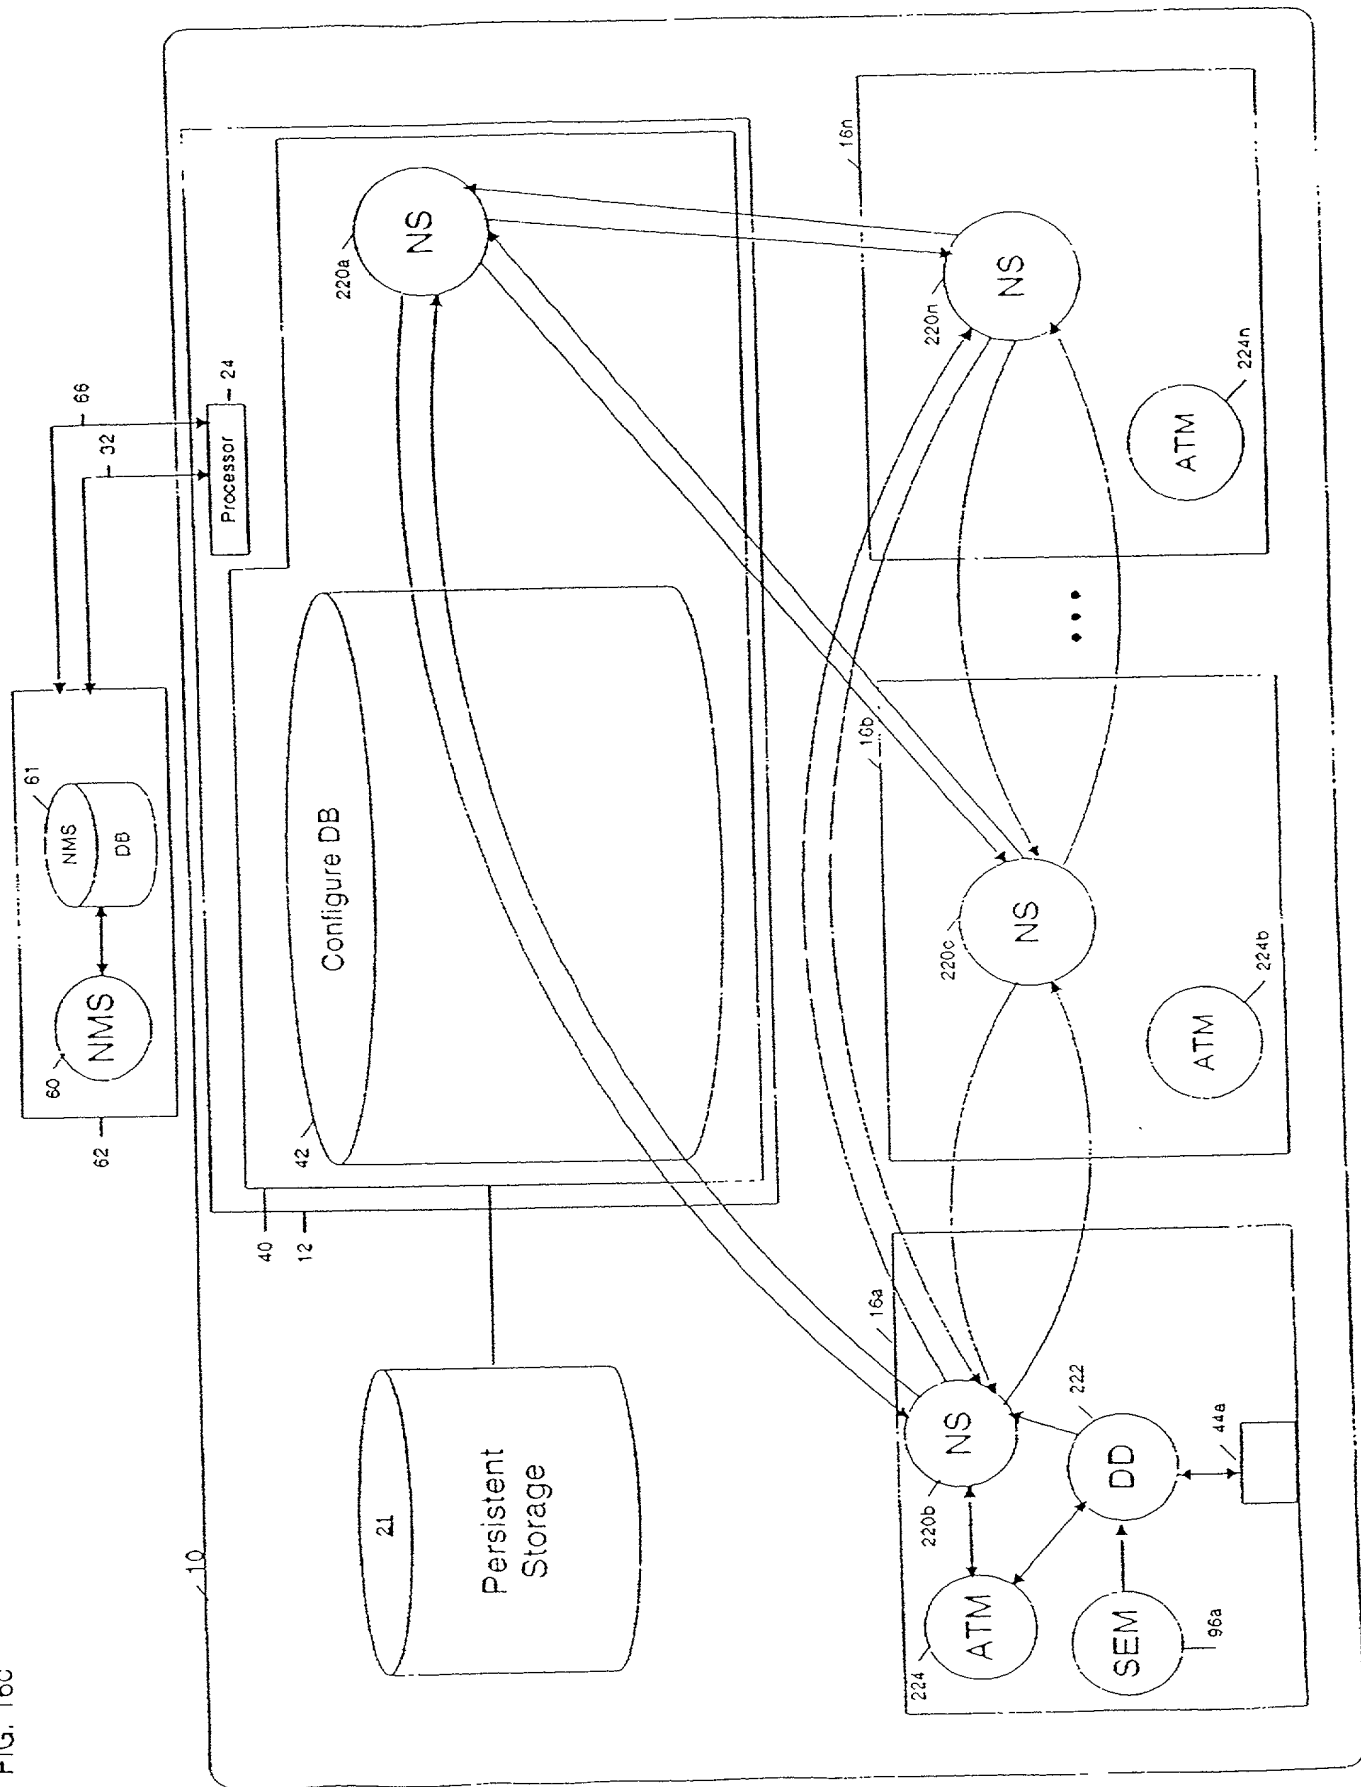 FIG. 16c
10
62
60
NMS
61
NMS
DB
66
32
24
Processor
40
12
42
Configure DB
220a
NS
21
Persistent
Storage
16a
220b
NS
224
ATM
222
DD
SEM
96a
44a
16b
220c
NS
ATM
224b
16n
220n
NS
ATM
224n